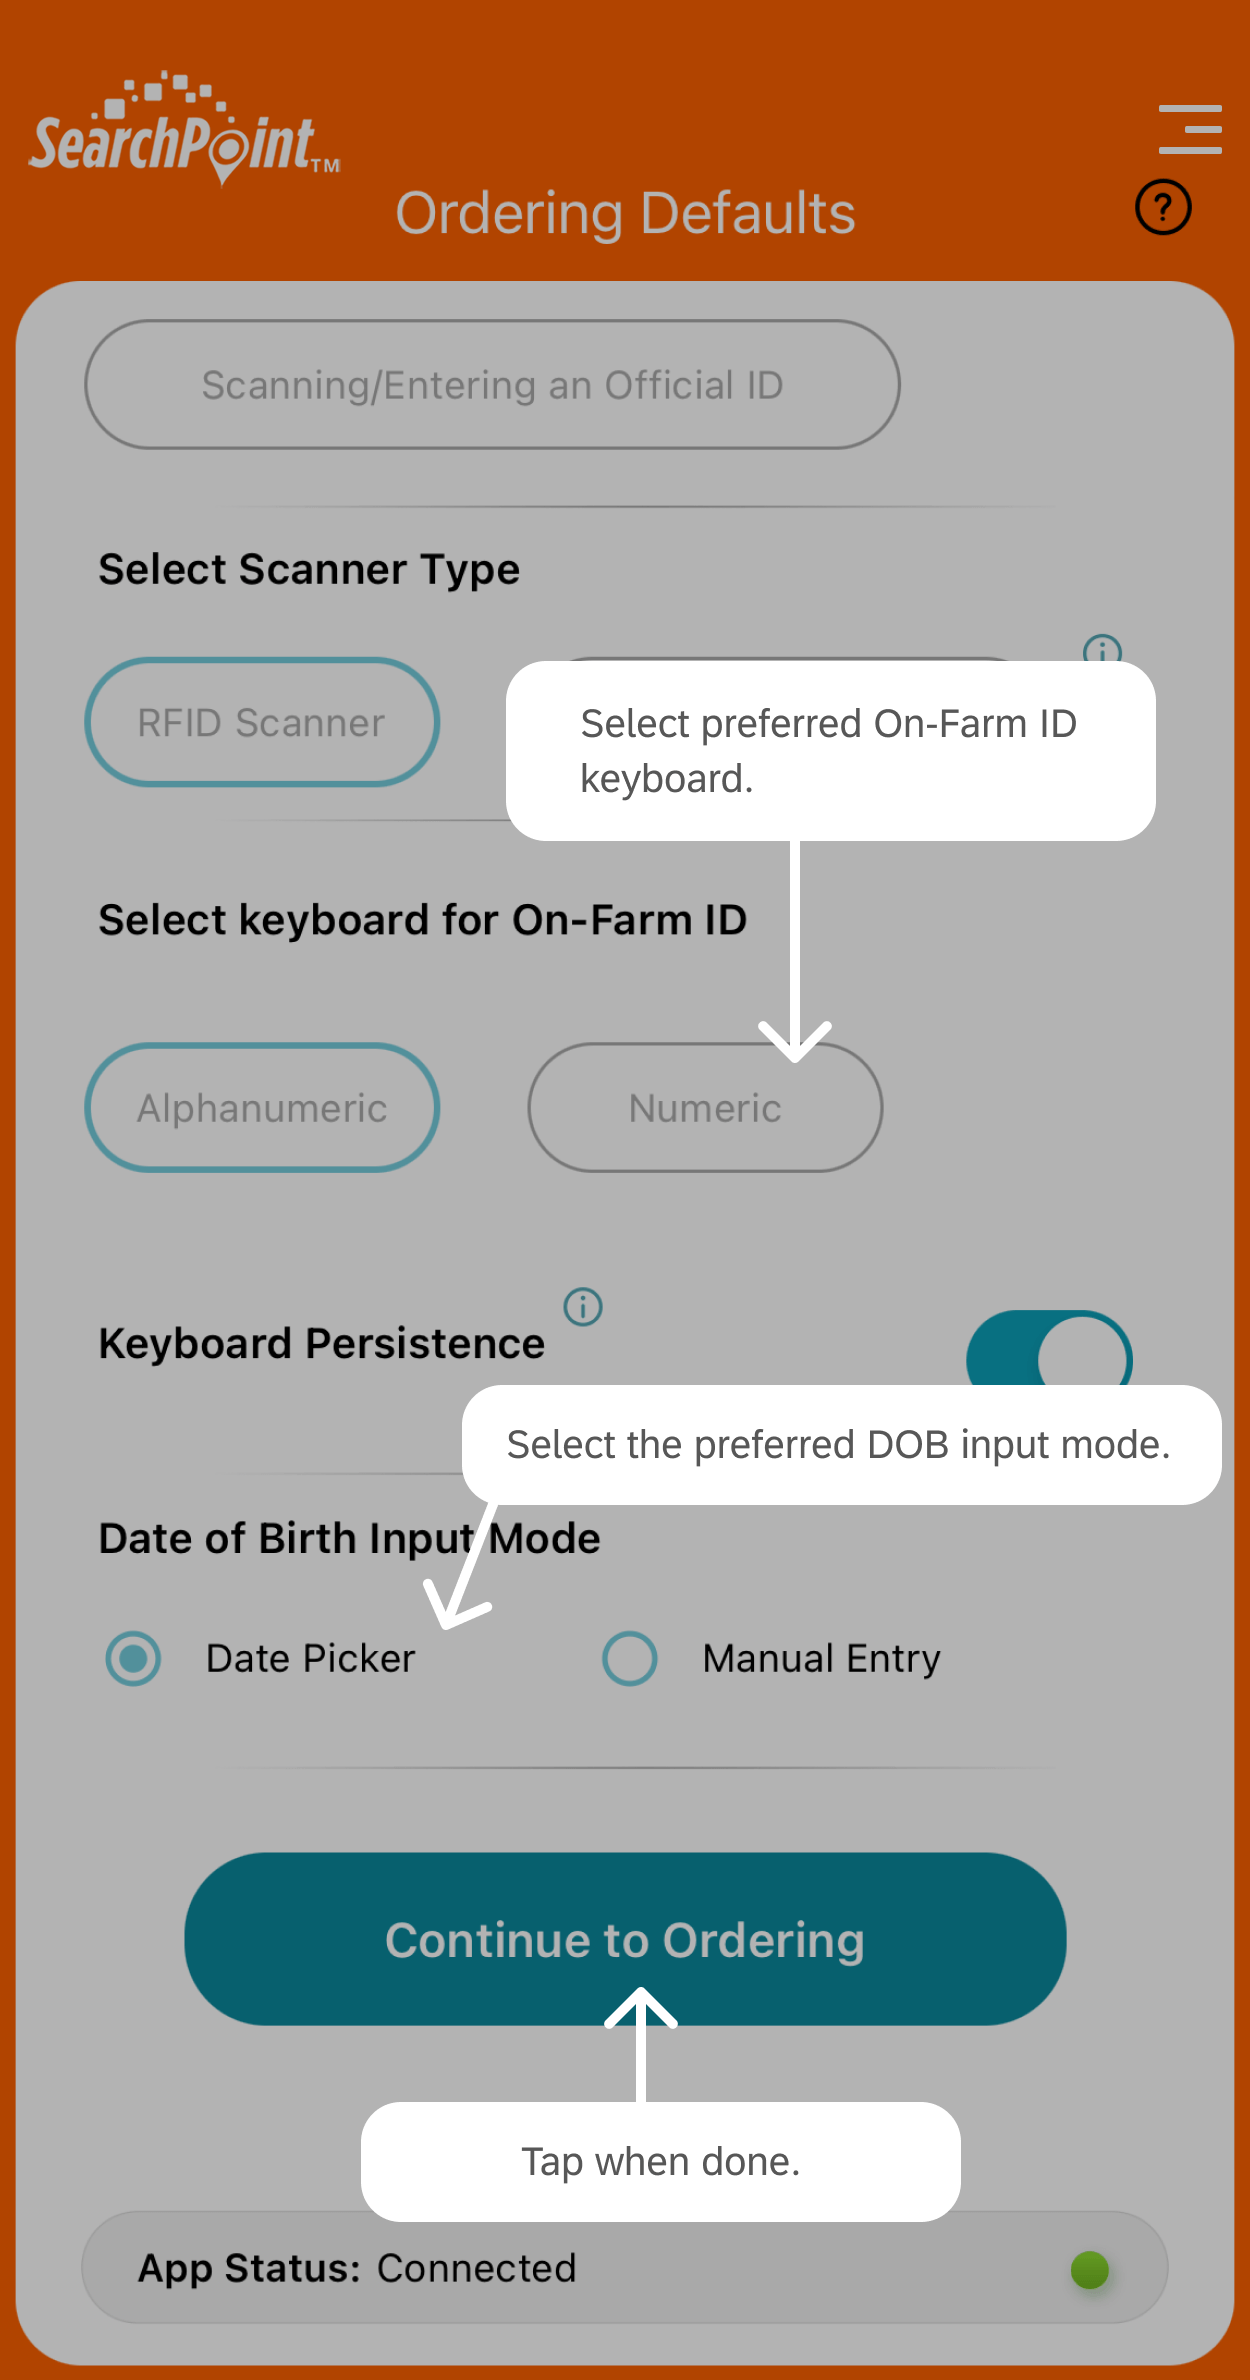 SearchPoint™
Ordering Defaults
?
Scanning/Entering an Official ID
Select Scanner Type
RFID Scanner
Select preferred On-Farm ID
keyboard.
Select keyboard for On-Farm ID
Alphanumeric
Numeric
Keyboard Persistence
Select the preferred DOB input mode.
Date of Birth Input Mode
Date Picker
Manual Entry
Continue to Ordering
Tap when done.
App Status: Connected